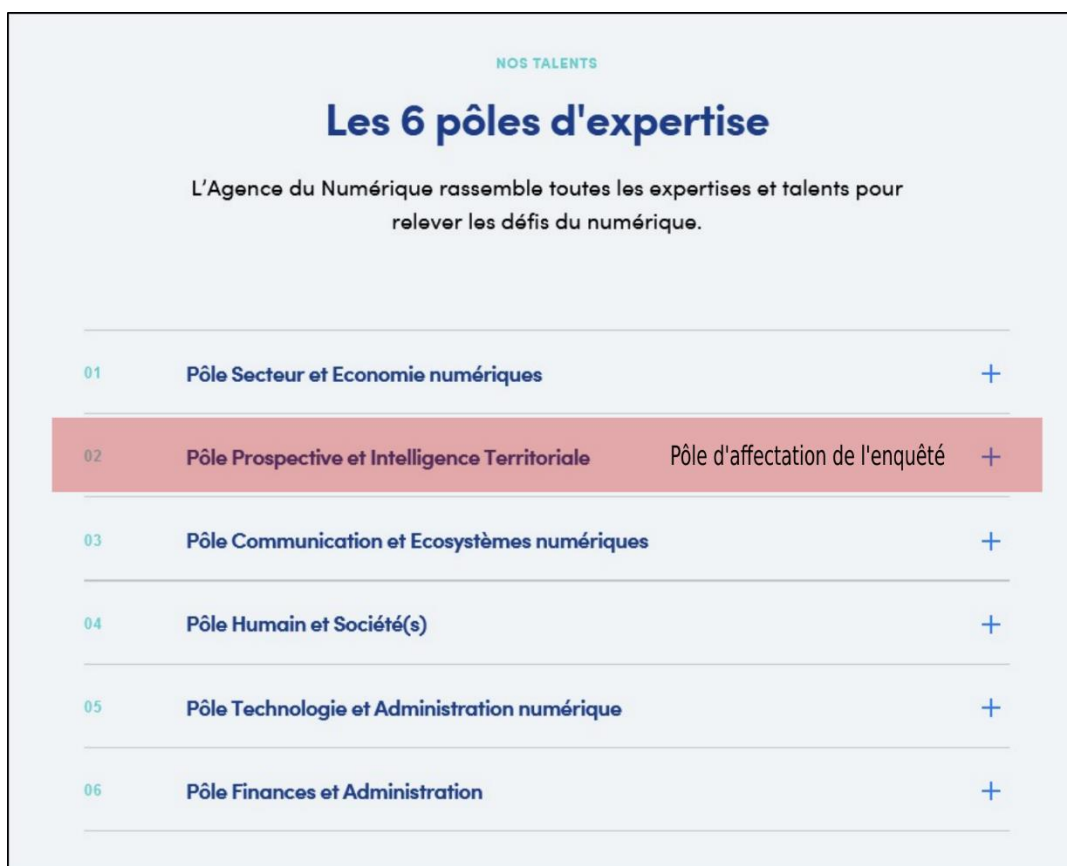 NOS TALENTS
Les 6 pôles d'expertise
L'Agence du Numérique rassemble toutes les expertises et talents pour
relever les défis du numérique.
01 Pôle Secteur et Economie numériques +
02 Pôle Prospective et Intelligence Territoriale Pôle d'affectation de l'enquêté +
03 Pôle Communication et Ecosystèmes numériques +
04 Pôle Humain et Société(s) +
05 Pôle Technologie et Administration numérique +
06 Pôle Finances et Administration +